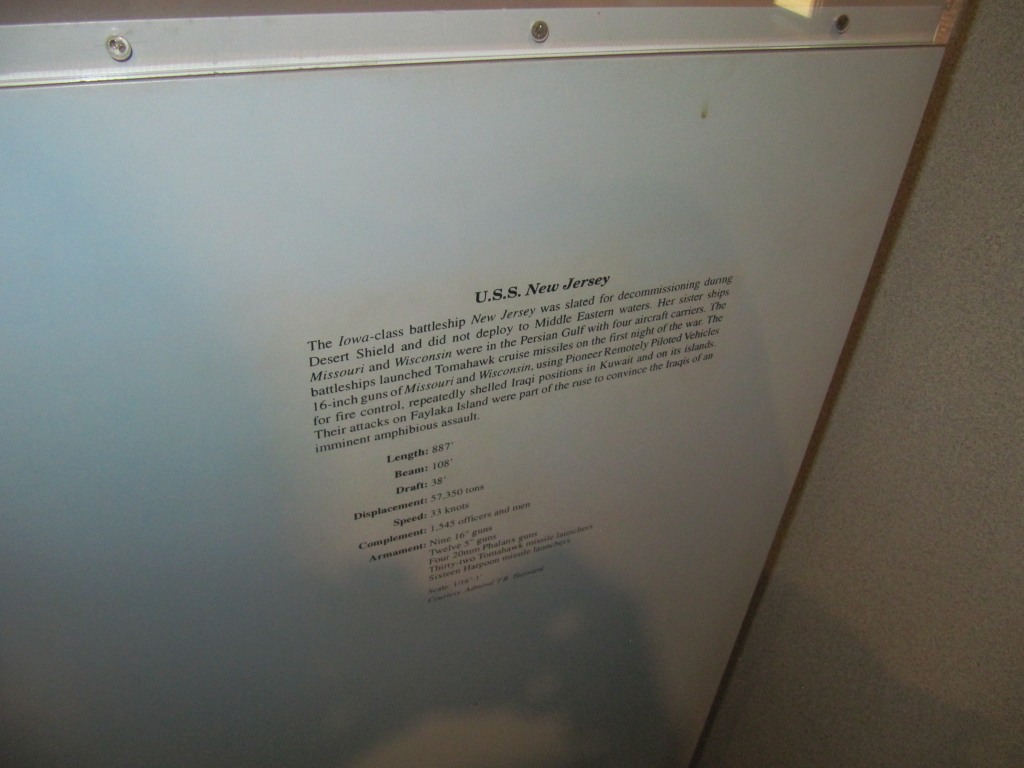 U.S.S. New Jersey
The Iowa-class battleship New Jersey was slated for decommissioning during
Desert Shield and did not deploy to Middle Eastern waters. Her sister ships
Missouri and Wisconsin were in the Persian Gulf with four aircraft carriers. The
battleships launched Tomahawk cruise missiles on the first night of the war. The
16-inch guns of Missouri and Wisconsin, using Pioneer Remotely Piloted Vehicles
for fire control, repeatedly shelled Iraqi positions in Kuwait and on its islands.
Their attacks on Faylaka Island were part of the ruse to convince the Iraqis of an
imminent amphibious assault.
Length: 887'
Beam: 108'
Draft: 38'
Displacement: 57,350 tons
Speed: 33 knots
Complement: 1,545 officers and men
Armament: Nine 16" guns
Twelve 5" guns
Four 20mm Phalanx guns
Thirty-two Tomahawk missile launchers
Sixteen Harpoon missile launchers
Scale: 1/16":1'
Courtesy Admiral T.B. Hayward